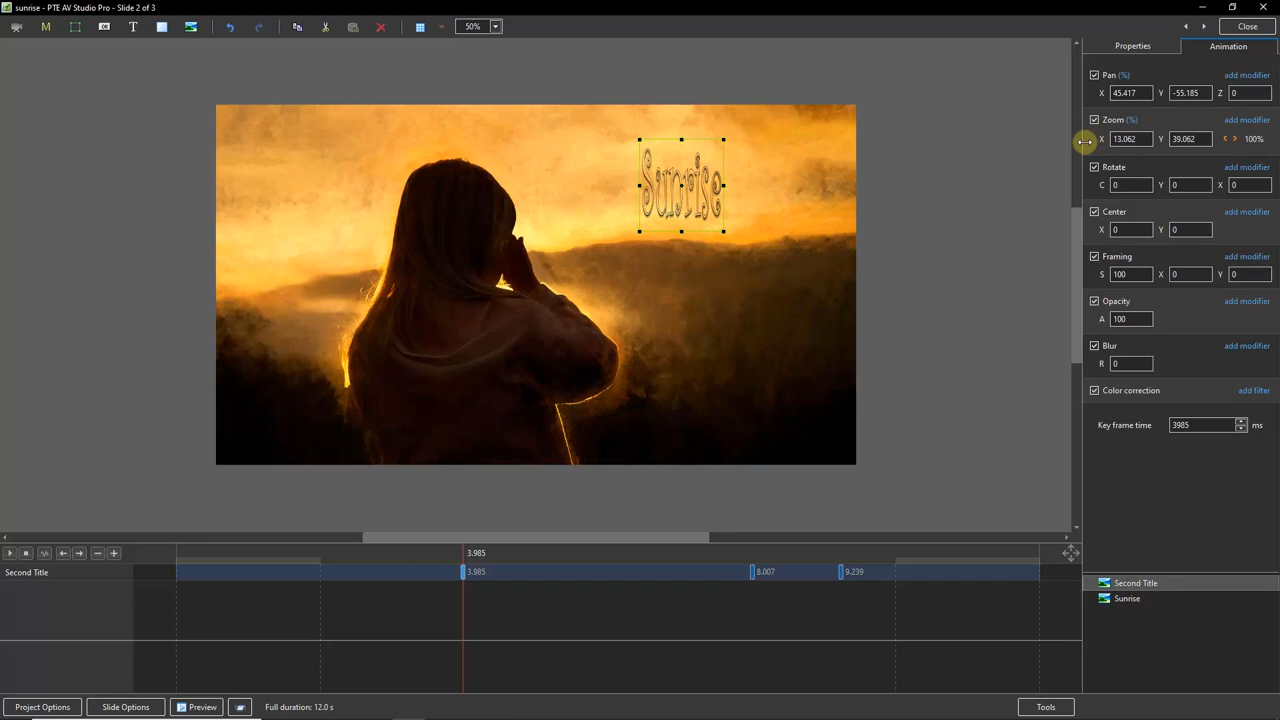 sunrise - PTE AV Studio Pro - Slide 2 of 3
M OK T 50% Close
Properties Animation
Pan (%) add modifier
X 45.417 Y -55.185 Z 0
Zoom (%) add modifier
X 13.062 Y 39.062 100%
Rotate add modifier
C 0 Y 0 X 0
Center add modifier
X 0 Y 0
Framing add modifier
S 100 X 0 Y 0
Opacity add modifier
A 100
Blur add modifier
R 0
Color correction add filter
Key frame time 3985 ms
Sunrise
3.985
Second Title 3.985 8.007 9.239
Second Title
Sunrise
Project Options Slide Options Preview Full duration: 12.0 s Tools